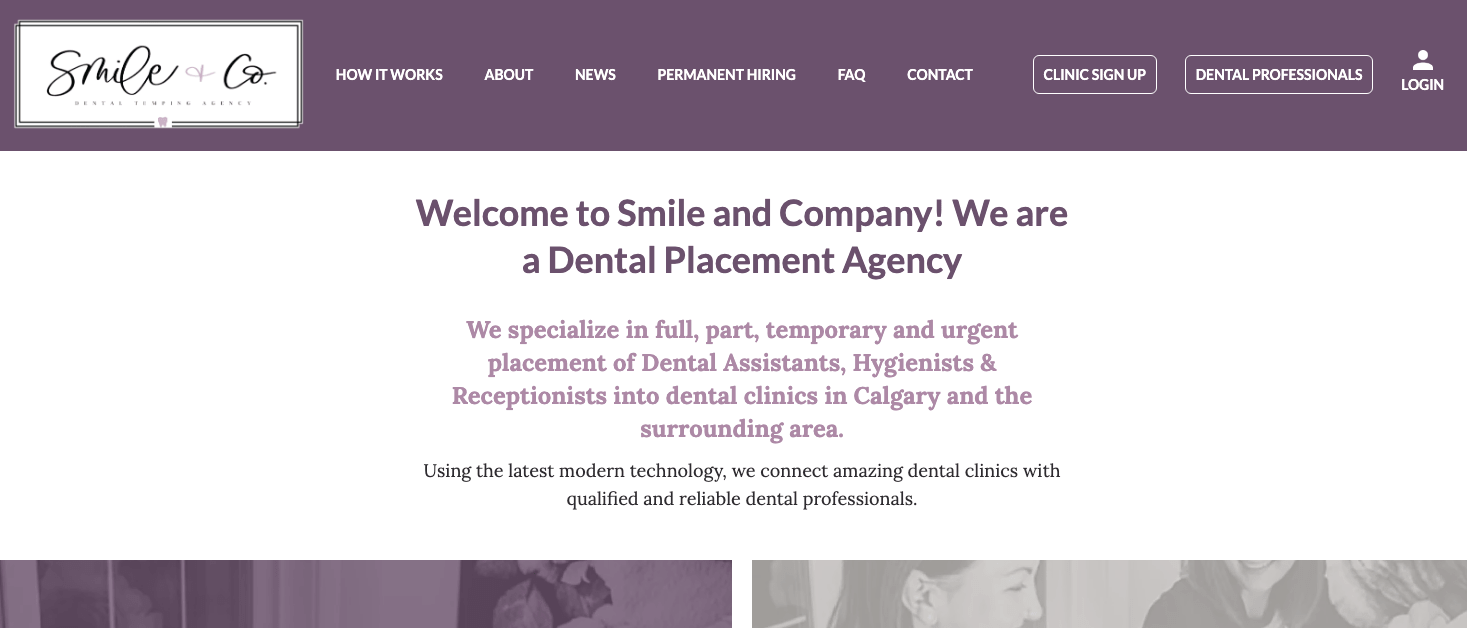 Smile & Co.
DENTAL TEMPING AGENCY
HOW IT WORKS ABOUT NEWS PERMANENT HIRING FAQ CONTACT CLINIC SIGN UP DENTAL PROFESSIONALS LOGIN
Welcome to Smile and Company! We are
a Dental Placement Agency
We specialize in full, part, temporary and urgent
placement of Dental Assistants, Hygienists &
Receptionists into dental clinics in Calgary and the
surrounding area.
Using the latest modern technology, we connect amazing dental clinics with
qualified and reliable dental professionals.